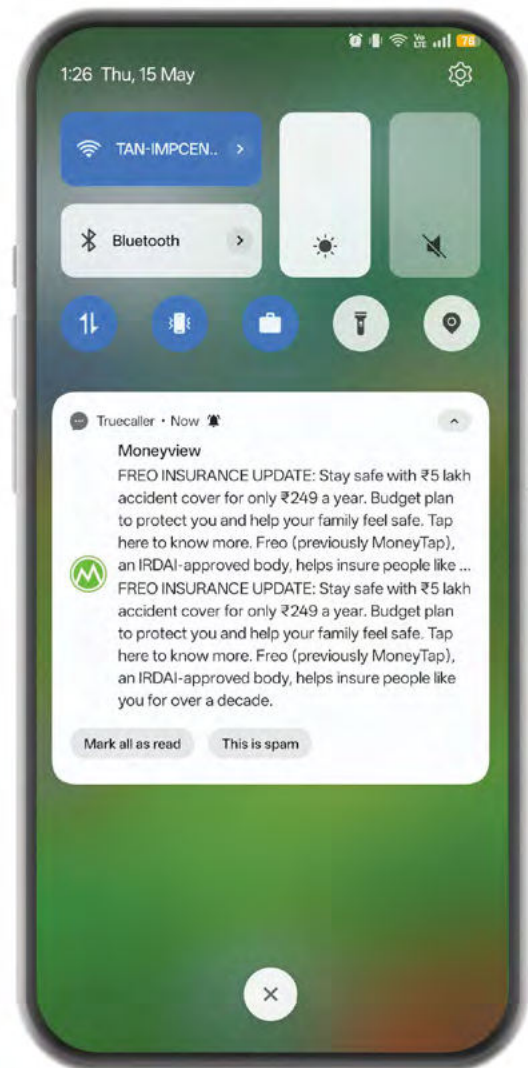 Vo
LTE
78
1:26 Thu, 15 May
TAN-IMPCEN..
Bluetooth
Truecaller • Now
Moneyview
FREO INSURANCE UPDATE: Stay safe with ₹5 lakh
accident cover for only ₹249 a year. Budget plan
to protect you and help your family feel safe. Tap
here to know more. Freo (previously MoneyTap),
an IRDAI-approved body, helps insure people like ...
FREO INSURANCE UPDATE: Stay safe with ₹5 lakh
accident cover for only ₹249 a year. Budget plan
to protect you and help your family feel safe. Tap
here to know more. Freo (previously MoneyTap),
an IRDAI-approved body, helps insure people like
you for over a decade.
Mark all as read This is spam